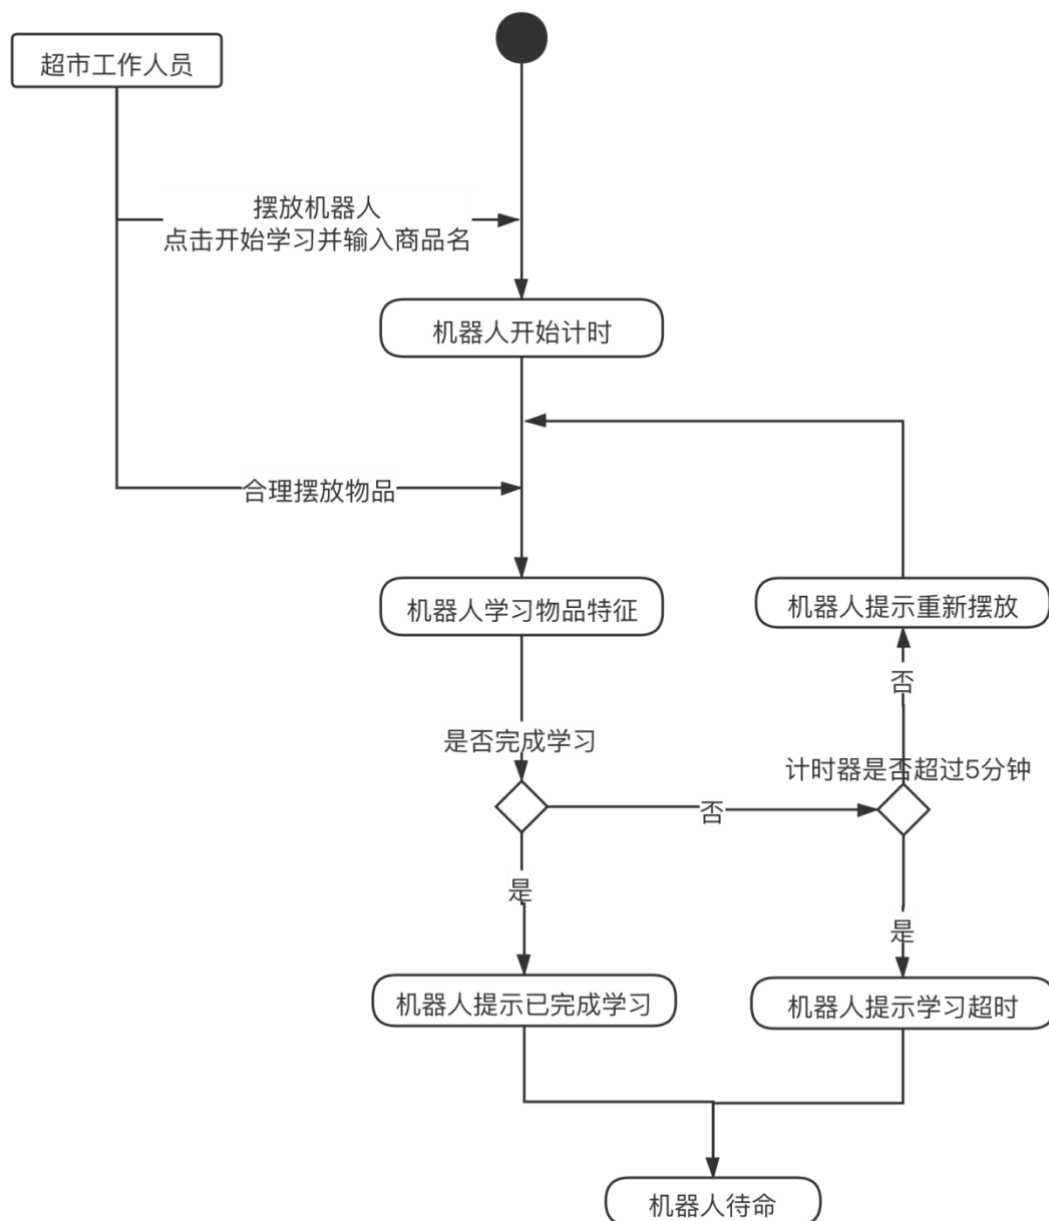 超市工作人员
摆放机器人
点击开始学习并输入商品名
机器人开始计时
合理摆放物品
机器人学习物品特征
机器人提示重新摆放
否
是否完成学习
计时器是否超过5分钟
否
是
是
机器人提示已完成学习
机器人提示学习超时
机器人待命